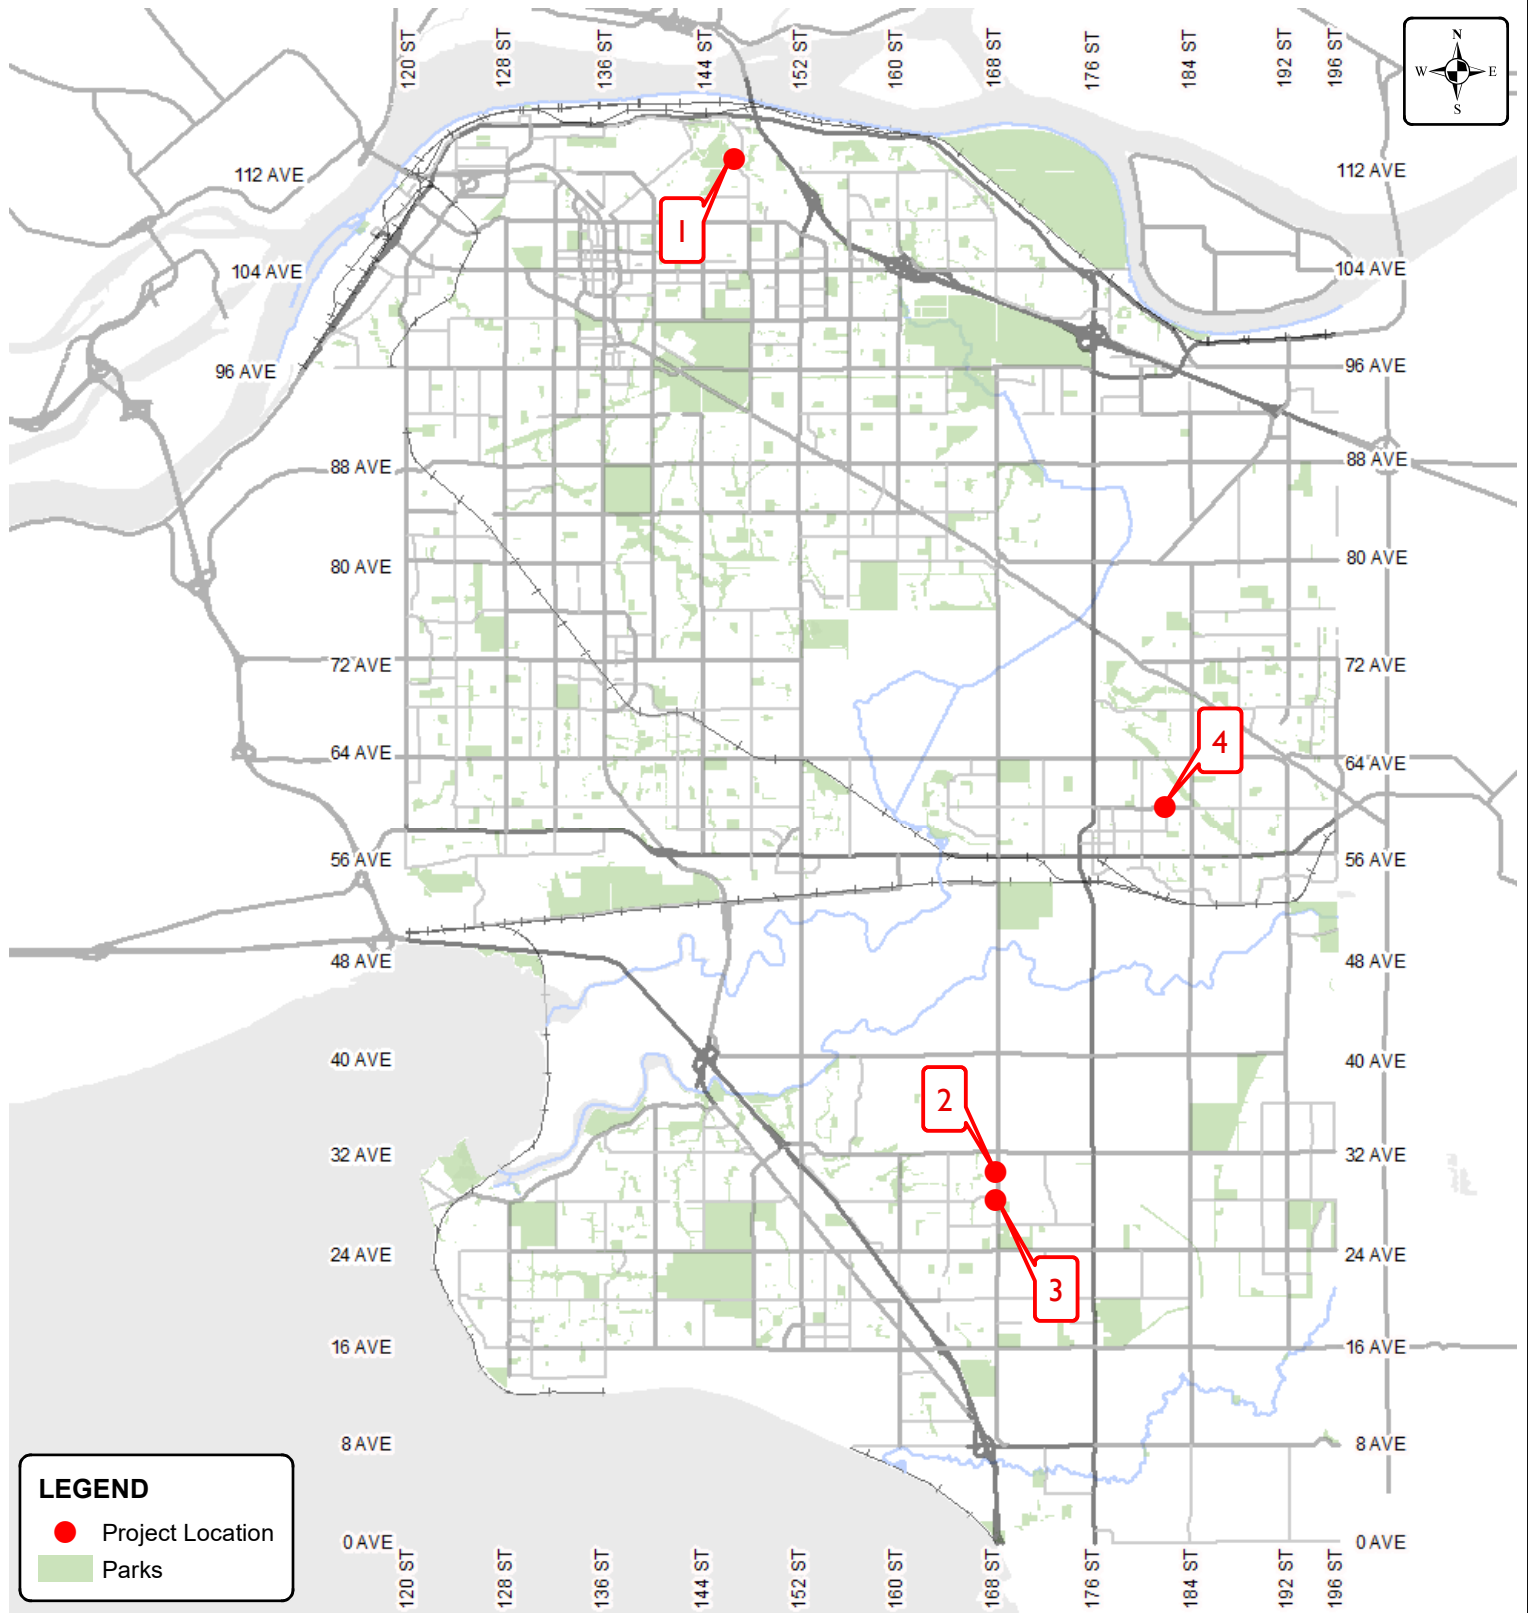 120 ST
128 ST
136 ST
144 ST
152 ST
160 ST
168 ST
176 ST
184 ST
192 ST
196 ST
N
W
E
S
112 AVE
112 AVE
1
104 AVE
104 AVE
96 AVE
96 AVE
88 AVE
88 AVE
80 AVE
80 AVE
72 AVE
72 AVE
4
64 AVE
64 AVE
56 AVE
56 AVE
48 AVE
48 AVE
40 AVE
40 AVE
2
32 AVE
32 AVE
24 AVE
24 AVE
3
16 AVE
16 AVE
8 AVE
8 AVE
LEGEND
Project Location
Parks
0 AVE
0 AVE
120 ST
128 ST
136 ST
144 ST
152 ST
160 ST
168 ST
176 ST
184 ST
192 ST
196 ST